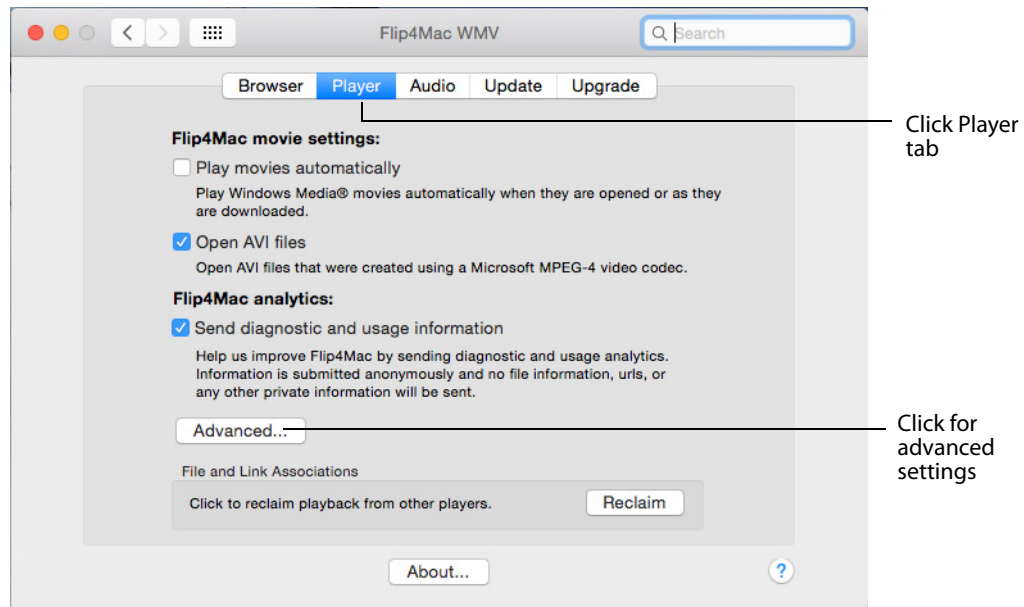 Flip4Mac WMV
Search
Browser Player Audio Update Upgrade
Click Player
tab
Flip4Mac movie settings:
Play movies automatically
Play Windows Media® movies automatically when they are opened or as they
are downloaded.
Open AVI files
Open AVI files that were created using a Microsoft MPEG-4 video codec.
Flip4Mac analytics:
Send diagnostic and usage information
Help us improve Flip4Mac by sending diagnostic and usage analytics.
Information is submitted anonymously and no file information, urls, or
any other private information will be sent.
Advanced...
Click for
advanced
settings
File and Link Associations
Click to reclaim playback from other players.
Reclaim
About...
?